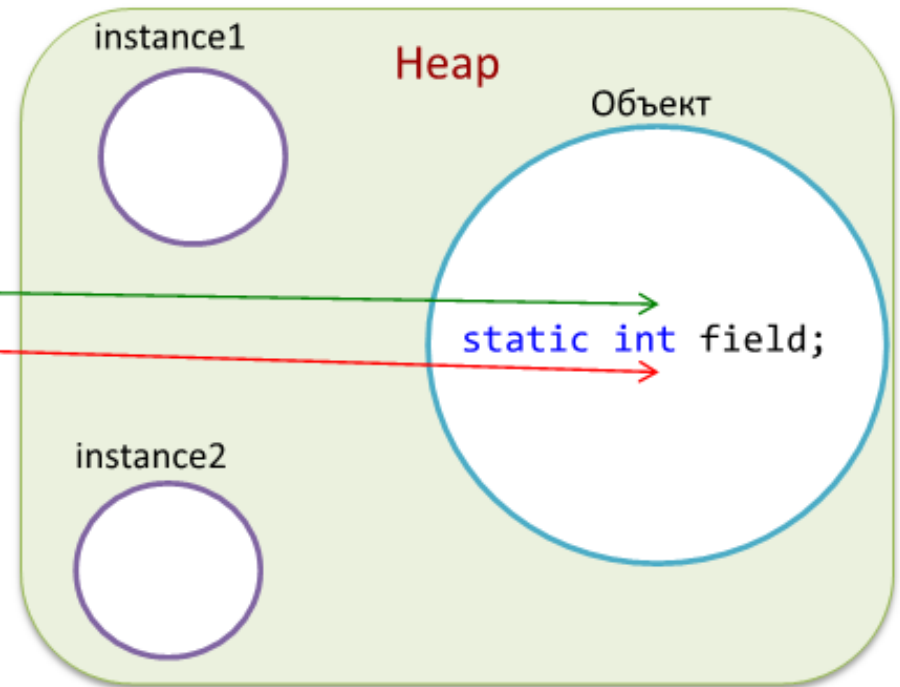 instance1
Heap
Объект
static int field;
instance2